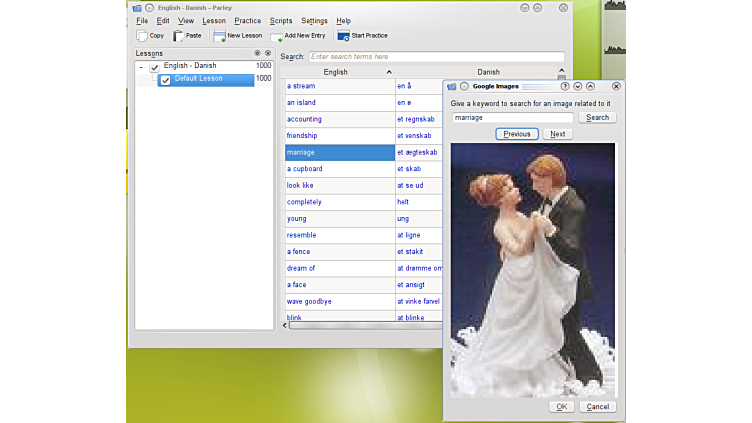 English - Danish – Parley
File Edit View Lesson Practice Scripts Settings Help
Copy Paste New Lesson Add New Entry Start Practice
Lessons
English - Danish 1000
Default Lesson 1000
Search: Enter search terms here
English Danish
a stream en å
an island en ø
accounting et regnskab
friendship et venskab
marriage et ægteskab
a cupboard et skab
look like at se ud
completely helt
young ung
resemble at ligne
a fence et stakit
dream of at drømme om
a face et ansigt
wave goodbye at vinke farvel
blink at blinke
Google Images
Give a keyword to search for an image related to it
marriage Search
Previous Next
OK Cancel